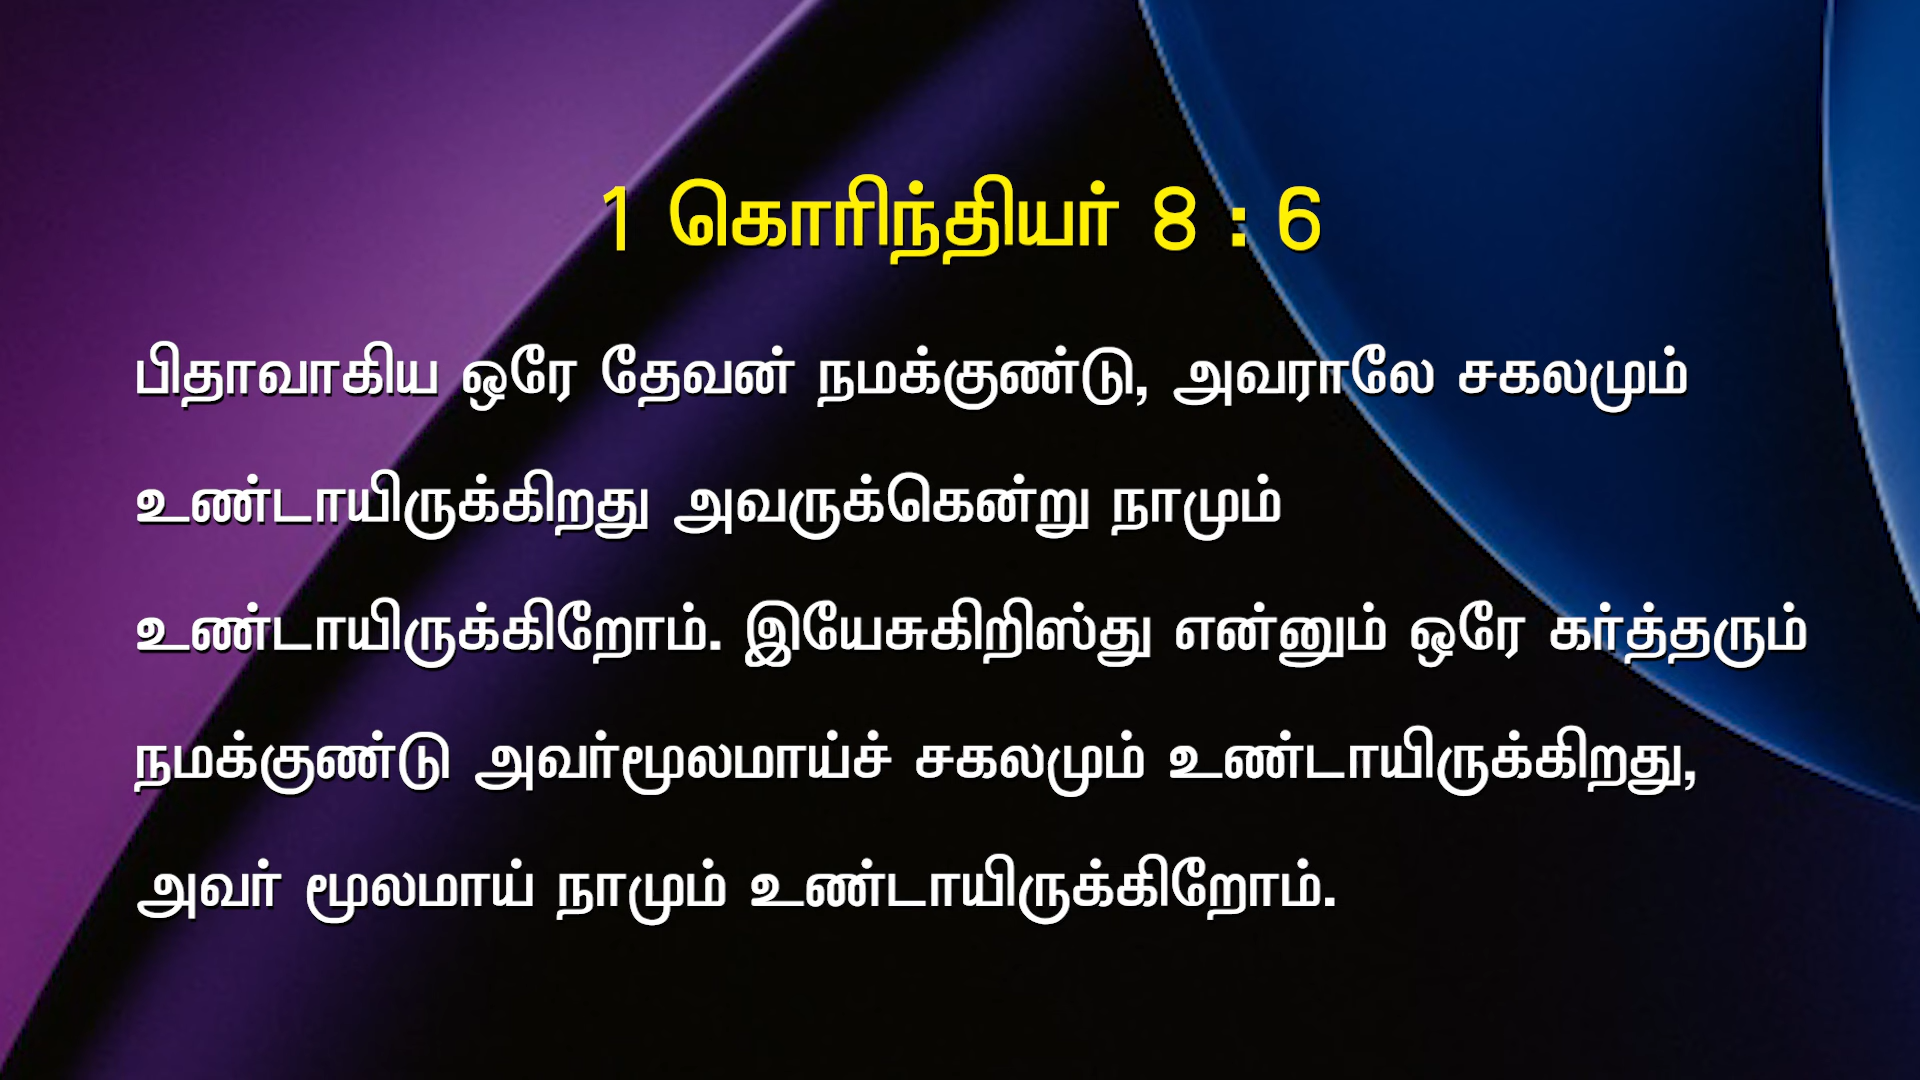 1 கொரிந்தியர் 8 : 6
பிதாவாகிய ஒரே தேவன் நமக்குண்டு, அவராலே சகலமும்
உண்டாயிருக்கிறது அவருக்கென்று நாமும்
உண்டாயிருக்கிறோம். இயேசுகிறிஸ்து என்னும் ஒரே கர்த்தரும்
நமக்குண்டு அவர்மூலமாய்ச் சகலமும் உண்டாயிருக்கிறது,
அவர் மூலமாய் நாமும் உண்டாயிருக்கிறோம்.